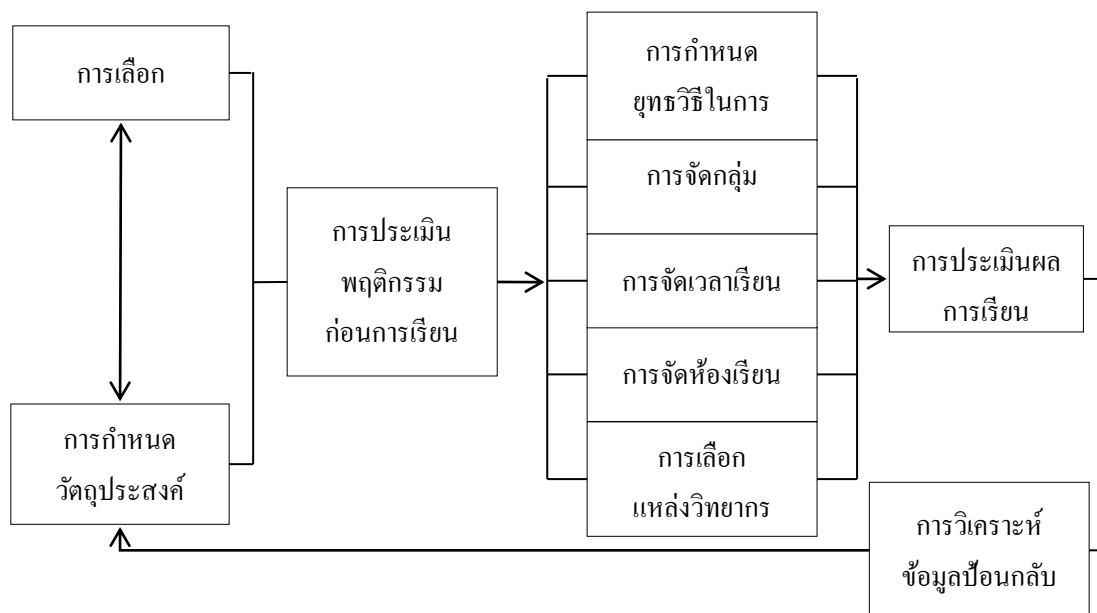 การเลือก
การกำหนด
วัตถุประสงค์
การประเมิน
พฤติกรรม
ก่อนการเรียน
การกำหนด
ยุทธวิธีในการ
การจัดกลุ่ม
การจัดเวลาเรียน
การจัดห้องเรียน
การเลือก
แหล่งวิทยากร
การประเมินผล
การเรียน
การวิเคราะห์
ข้อมูลป้อนกลับ